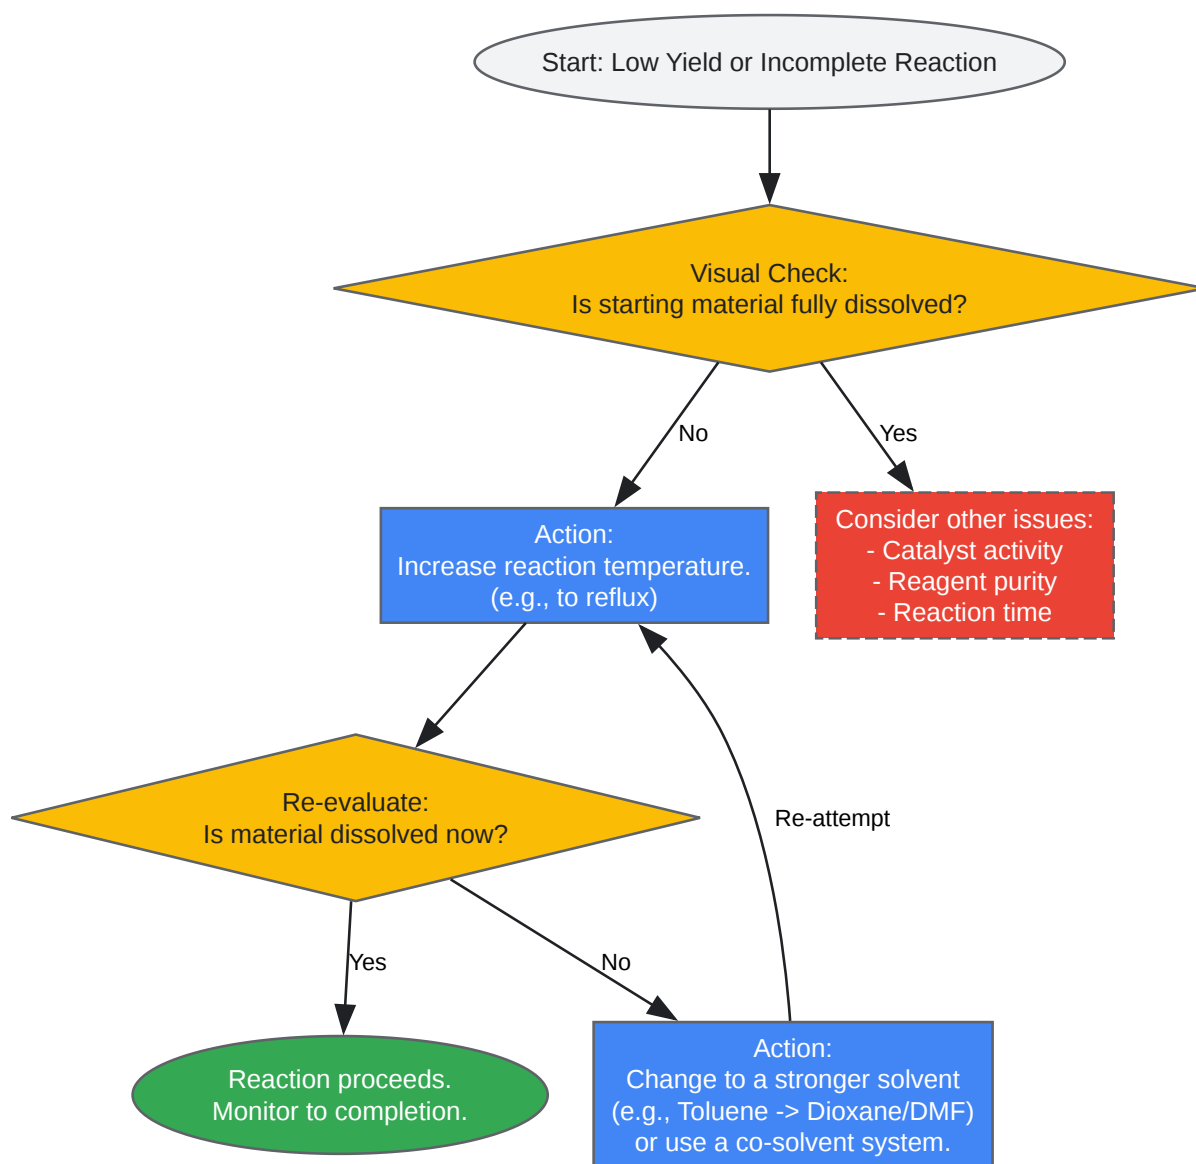 Start: Low Yield or Incomplete Reaction
Visual Check:
Is starting material fully dissolved?
No
Yes
Action:
Increase reaction temperature.
(e.g., to reflux)
Consider other issues:
- Catalyst activity
- Reagent purity
- Reaction time
Re-evaluate:
Is material dissolved now?
Re-attempt
Yes
No
Reaction proceeds.
Monitor to completion.
Action:
Change to a stronger solvent
(e.g., Toluene -> Dioxane/DMF)
or use a co-solvent system.